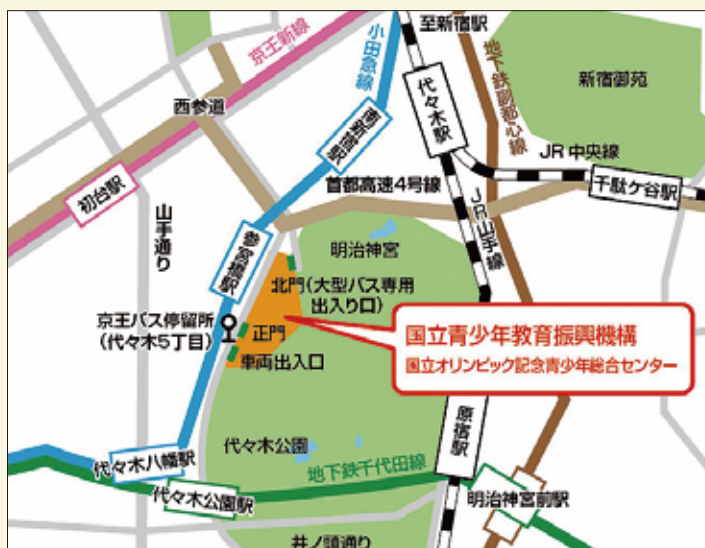 至新宿駅
京王新線
小田急線
地下鉄副都心線
新宿御苑
代々木駅
西参道
南新宿駅
JR中央線
千駄ケ谷駅
首都高速4号線
初台駅
山手通り
JR山手線
参宮橋駅
明治神宮
北門(大型バス専用
出入り口)
京王バス停留所
(代々木5丁目)
正門
車両出入口
国立青少年教育振興機構
国立オリンピック記念青少年総合センター
原宿駅
代々木公園
代々木八幡駅
地下鉄千代田線
代々木公園駅
明治神宮前駅
井ノ頭通り